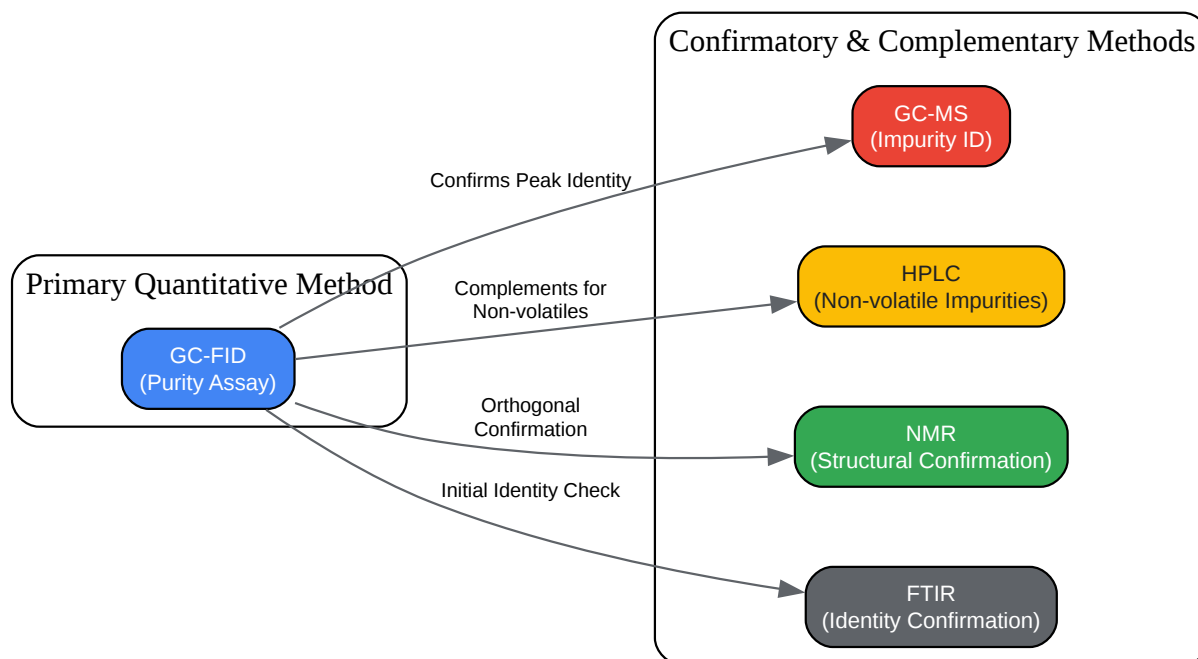 Confirmatory & Complementary Methods
GC-MS
(Impurity ID)
Confirms Peak Identity
Primary Quantitative Method
HPLC
(Non-volatile Impurities)
Complements for
Non-volatiles
GC-FID
(Purity Assay)
Orthogonal
Confirmation
NMR
(Structural Confirmation)
Initial Identity Check
FTIR
(Identity Confirmation)